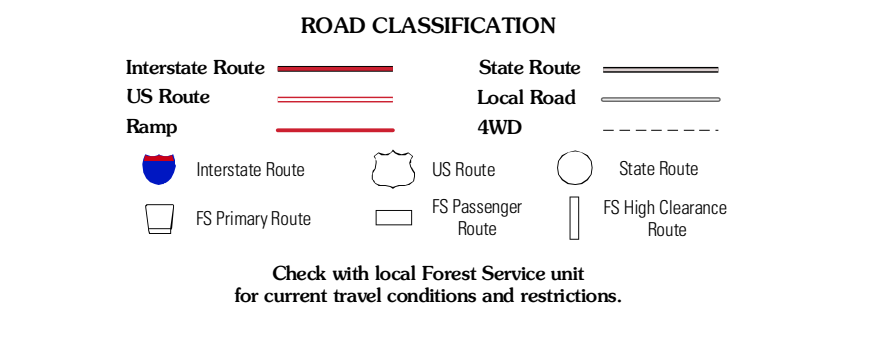 ROAD CLASSIFICATION
Interstate Route
State Route
US Route
Local Road
Ramp
4WD
Interstate Route
US Route
State Route
FS Primary Route
FS Passenger
Route
FS High Clearance
Route
Check with local Forest Service unit
for current travel conditions and restrictions.